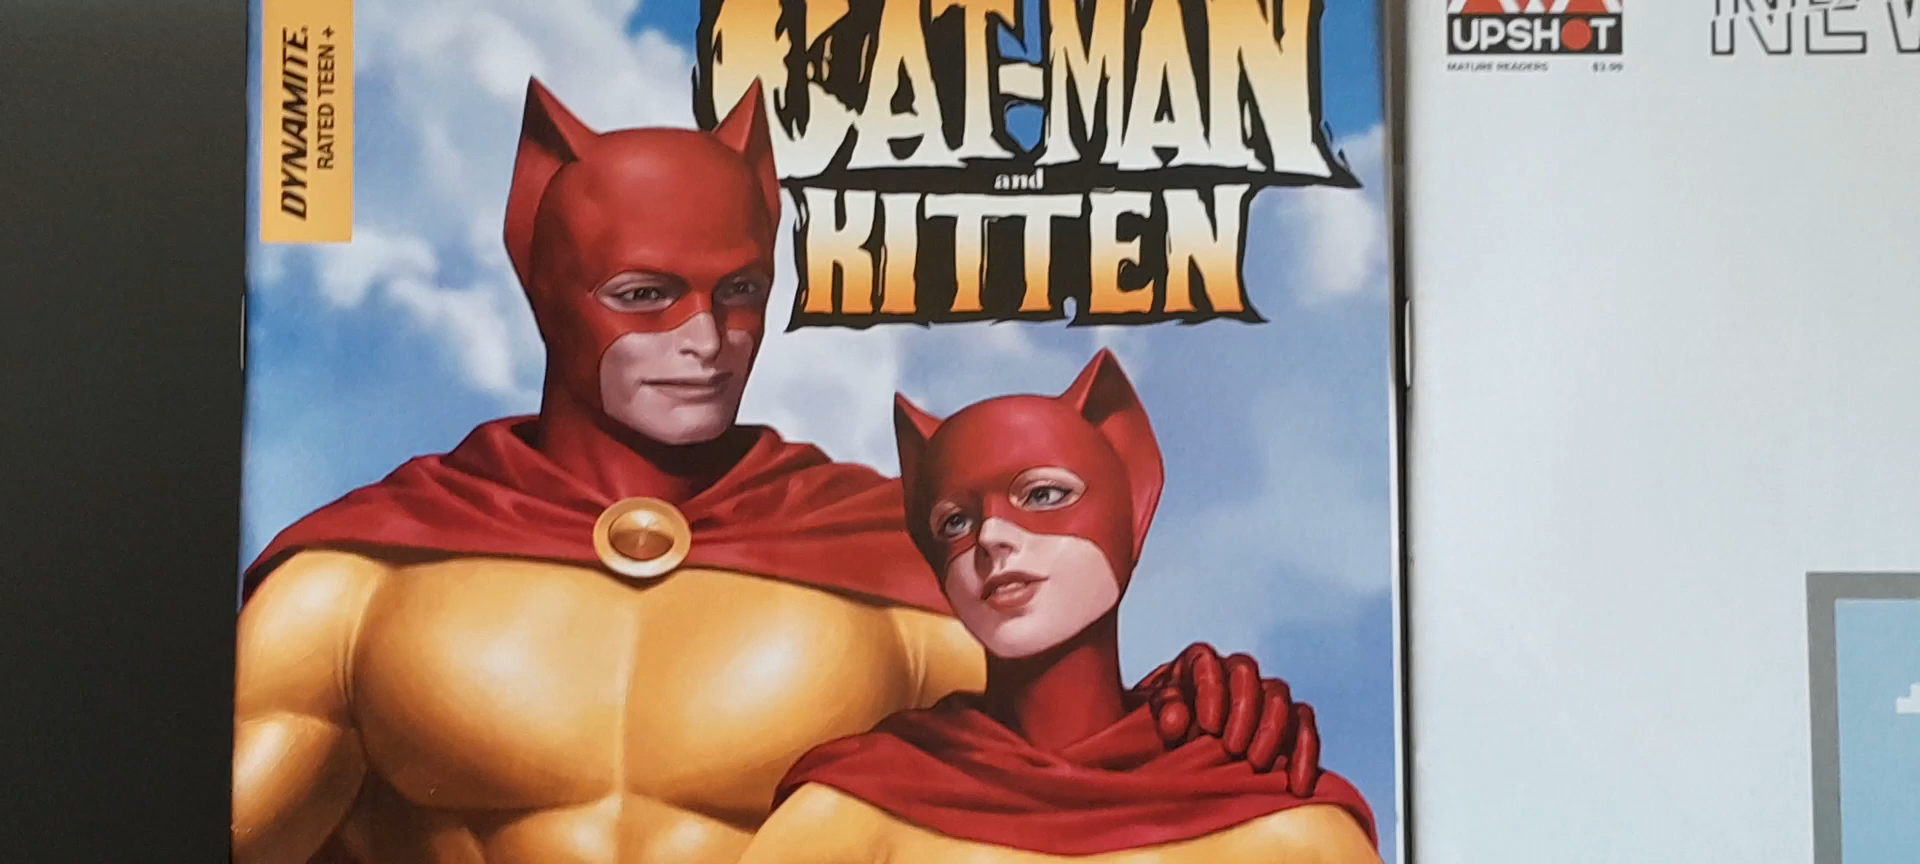 DYNAMITE.
RATED TEEN +
CAT-MAN
and
KITTEN
UPSHOT
MATURE READERS $3.99